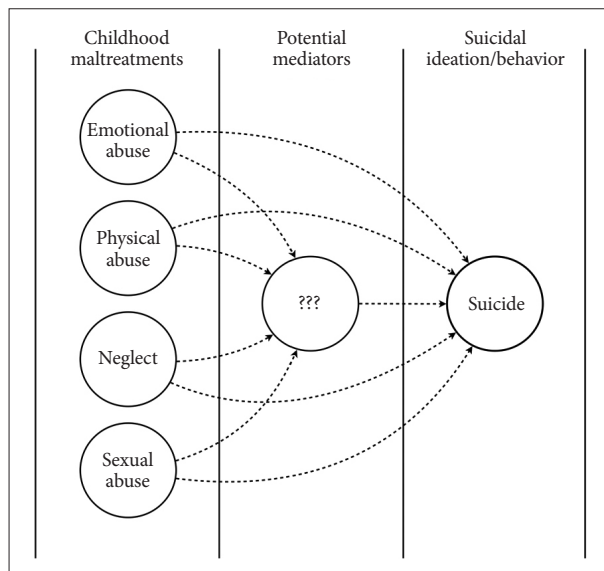 Childhood
maltreatments
Potential
mediators
Suicidal
ideation/behavior
Emotional
abuse
Physical
abuse
???
Suicide
Neglect
Sexual
abuse